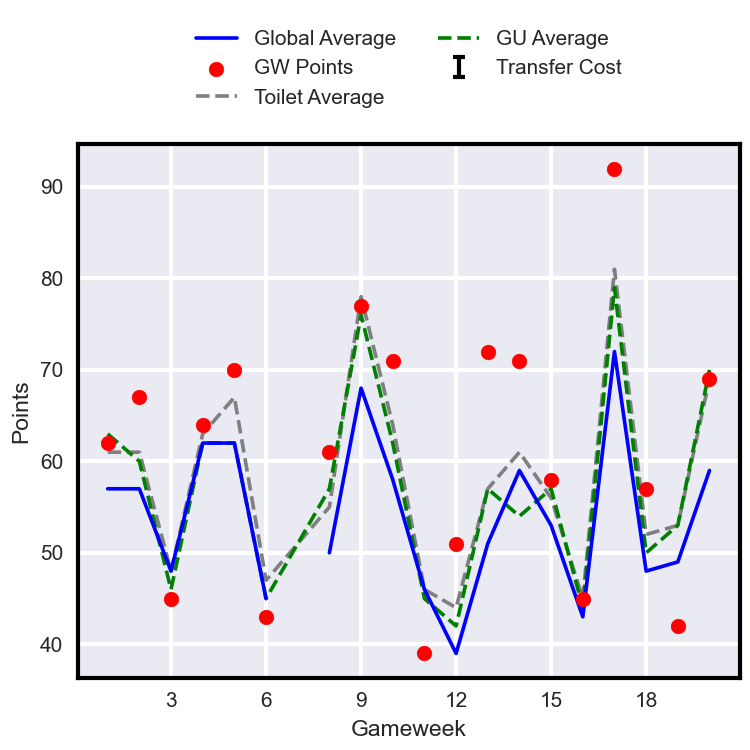 Global Average
GU Average
GW Points
Transfer Cost
Toilet Average
90
80
70
60
50
40
Points
3 6 9 12 15 18
Gameweek